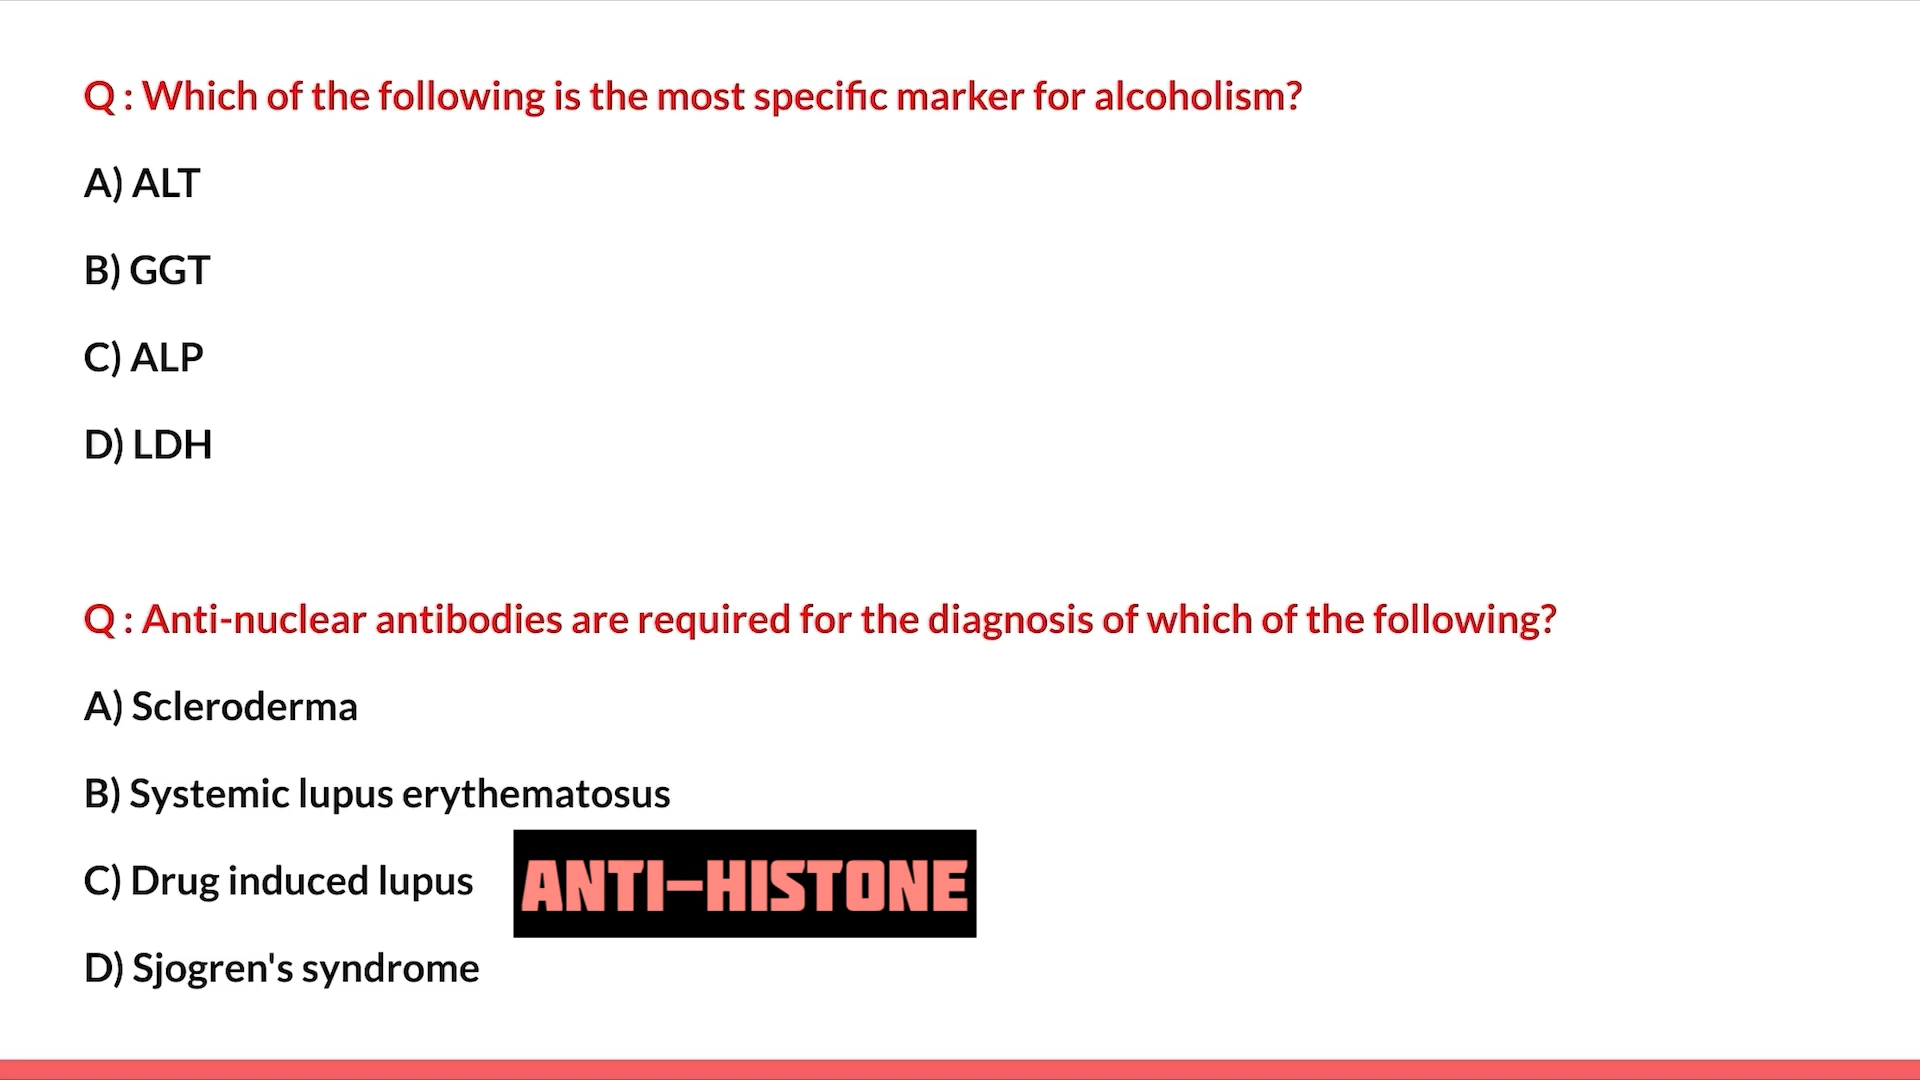 Q : Which of the following is the most specific marker for alcoholism?
A) ALT
B) GGT
C) ALP
D) LDH
Q : Anti-nuclear antibodies are required for the diagnosis of which of the following?
A) Scleroderma
B) Systemic lupus erythematosus
C) Drug induced lupus ANTI-HISTONE
D) Sjogren's syndrome